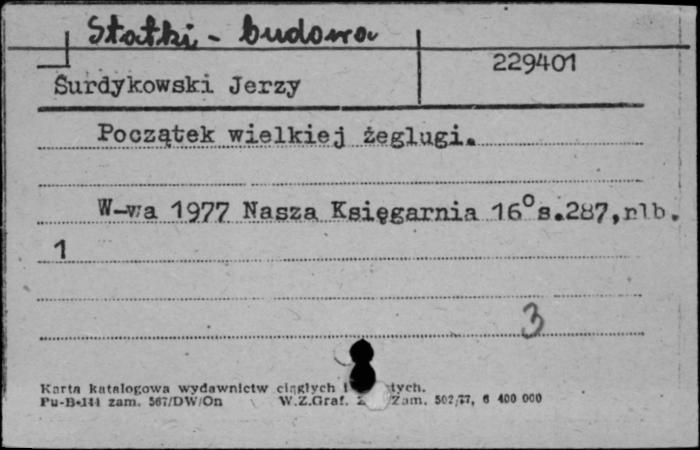 Statki - budowa
229401
Surdykowski Jerzy
Początek wielkiej żeglugi.
W-wa 1977 Nasza Księgarnia 16° s.287,nlb.
1
3
Karta katalogowa wydawnictw ciągłych i
Pu-B-144 zam. 567/DW/On W.Z.Graf. Zam. 502/77, 6 400 000